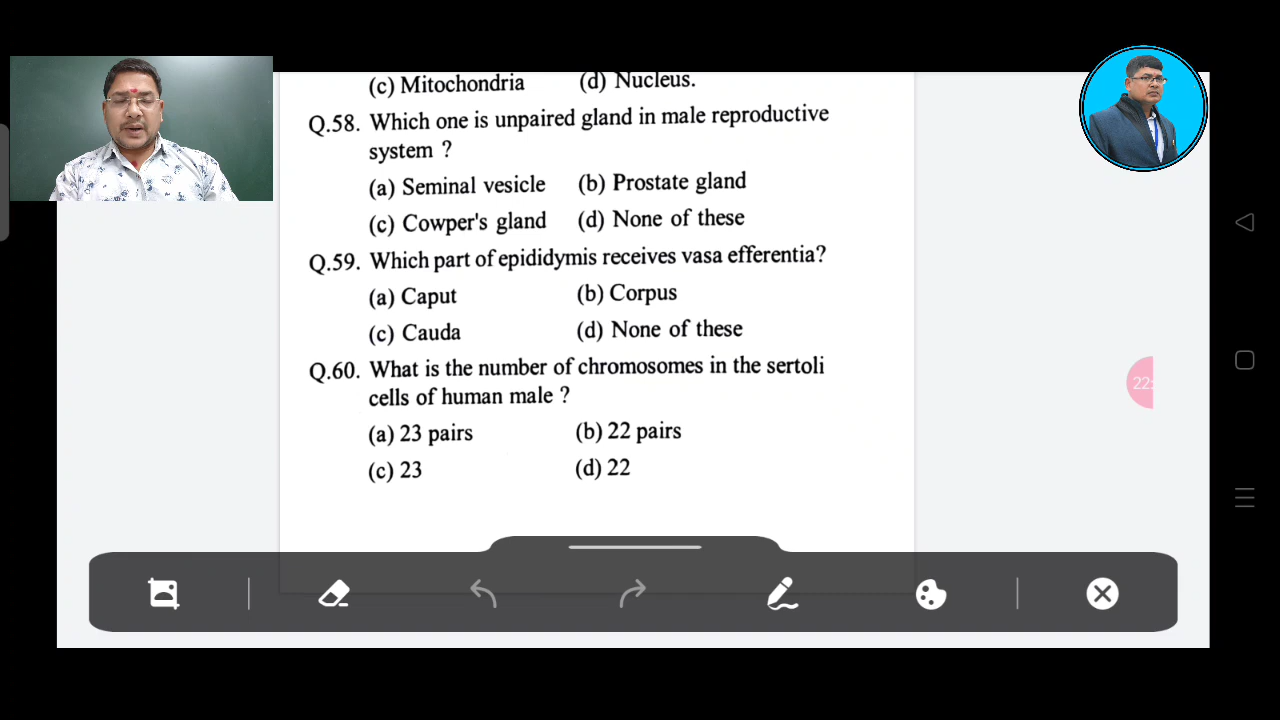 (c) Mitochondria (d) Nucleus.
Q.58. Which one is unpaired gland in male reproductive
system ?
(a) Seminal vesicle (b) Prostate gland
(c) Cowper's gland (d) None of these
Q.59. Which part of epididymis receives vasa efferentia?
(a) Caput (b) Corpus
(c) Cauda (d) None of these
Q.60. What is the number of chromosomes in the sertoli
cells of human male ?
(a) 23 pairs (b) 22 pairs
(c) 23 (d) 22